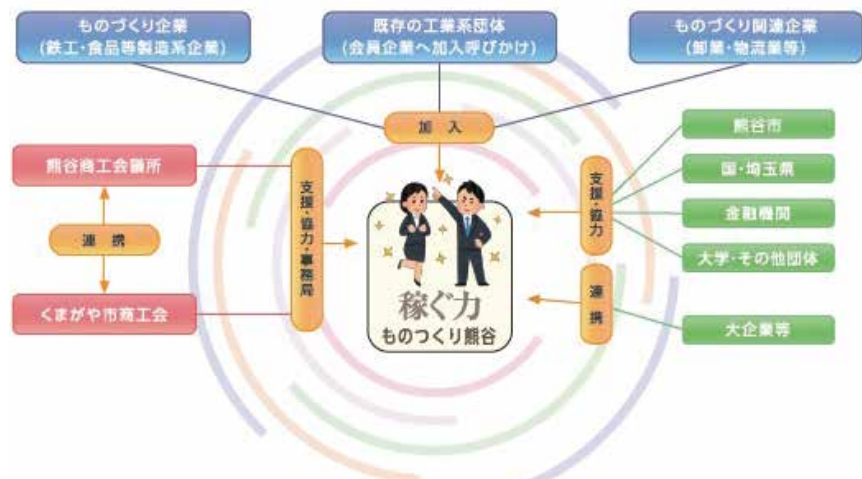 ものづくり企業
(鉄工・食品等製造系企業)
既存の工業系団体
(会員企業へ加入呼びかけ)
ものづくり関連企業
(卸業・物流業等)
加入
熊谷商工会議所
連携
くまがや市商工会
支援・協力・事務局
稼ぐ力
ものつくり熊谷
支援・協力
連携
熊谷市
国・埼玉県
金融機関
大学・その他団体
大企業等